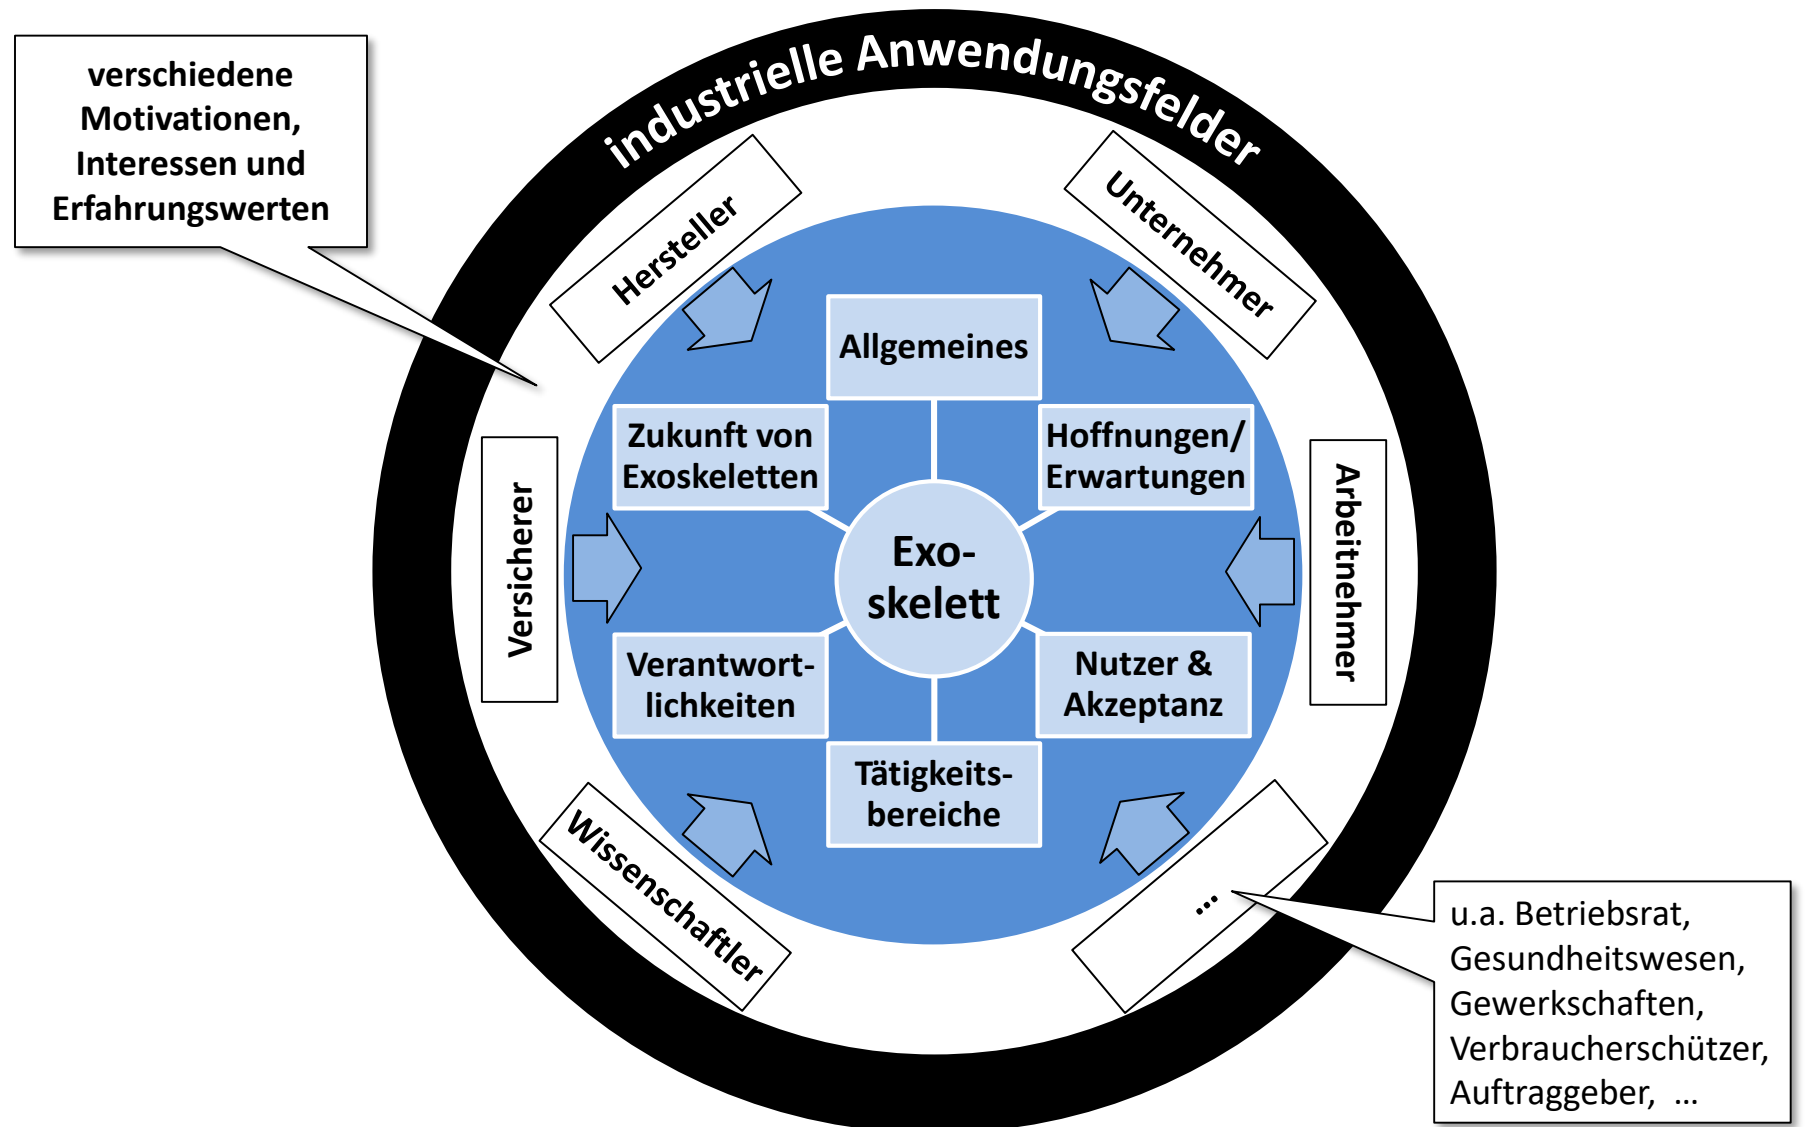 verschiedene
Motivationen,
Interessen und
Erfahrungswerten
industrielle Anwendungsfelder
Hersteller
Unternehmer
Allgemeines
Zukunft von
Exoskeletten
Hoffnungen/
Erwartungen
Versicherer
Exo-
skelett
Arbeitnehmer
Verantwort-
lichkeiten
Nutzer &
Akzeptanz
Tätigkeits-
bereiche
Wissenschaftler
...
u.a. Betriebsrat,
Gesundheitswesen,
Gewerkschaften,
Verbraucherschützer,
Auftraggeber, ...